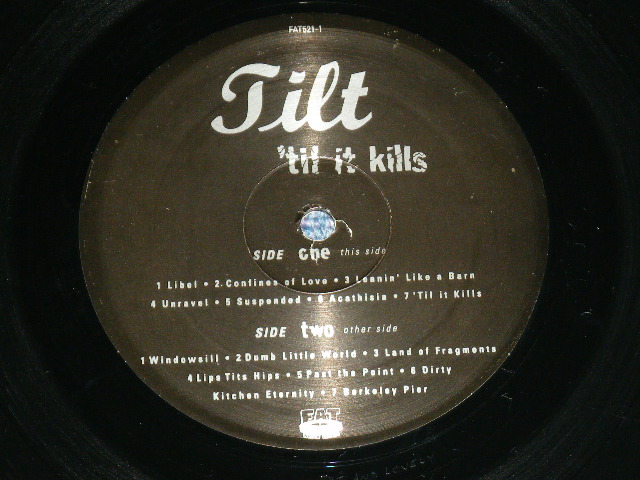 FAT521-1
Tilt
'til it kills
SIDE one this side
1 Libel • 2 Confines of Love • 3 Loanin' Like a Barn
4 Unravel • 5 Suspended • 6 Acathisia • 7 'Til it Kills
SIDE two other side
1 Windowsill • 2 Dumb Little World • 3 Land of Fragments
4 Lips Tits Hips • 5 Past the Point • 6 Dirty
Kitchen Eternity • 7 Berkeley Pier
FAT
AND LOVELY